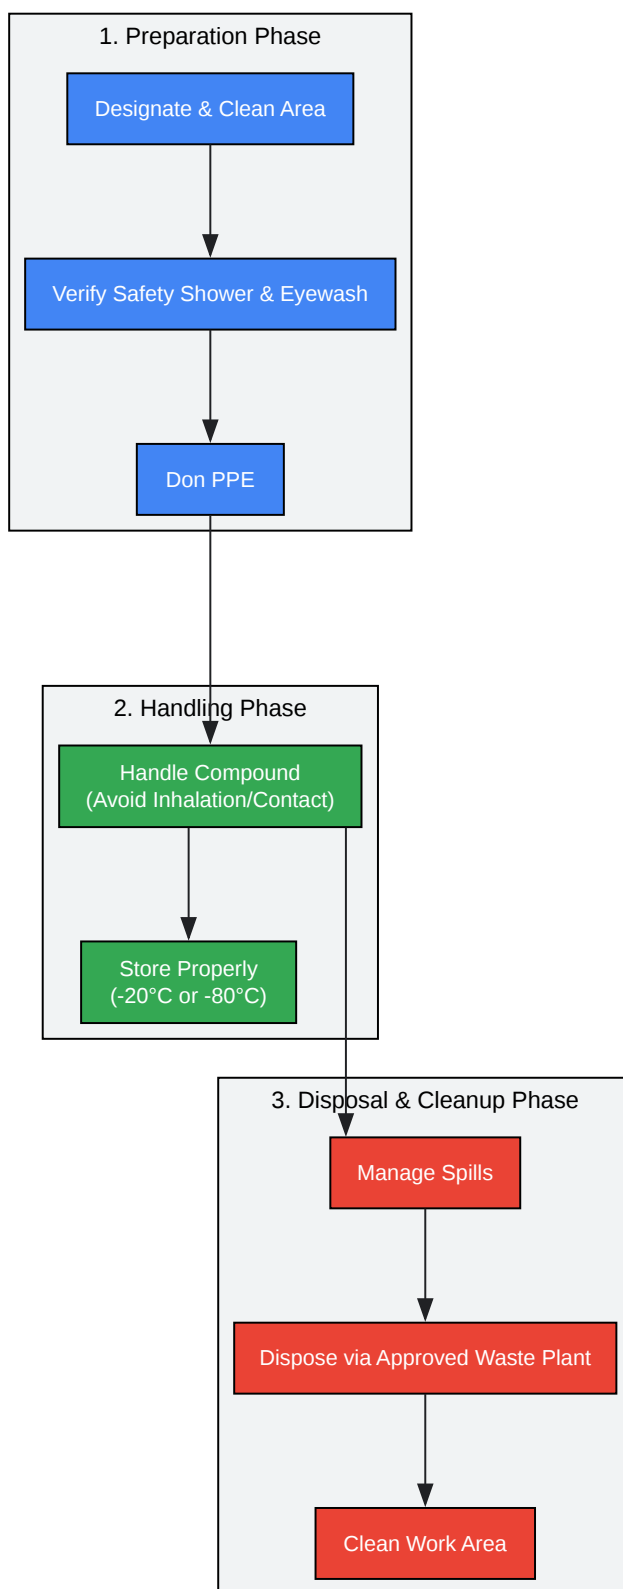 1. Preparation Phase
Designate & Clean Area
Verify Safety Shower & Eyewash
Don PPE
2. Handling Phase
Handle Compound
(Avoid Inhalation/Contact)
Store Properly
(-20°C or -80°C)
3. Disposal & Cleanup Phase
Manage Spills
Dispose via Approved Waste Plant
Clean Work Area